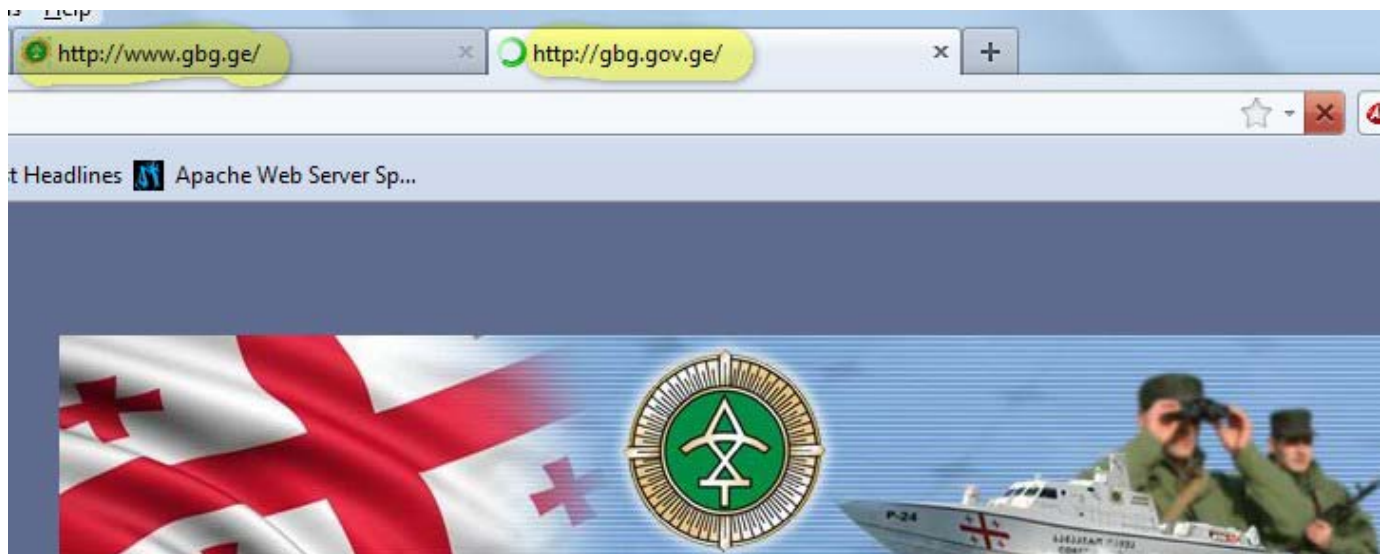 Help
http://www.gbg.ge/
http://gbg.gov.ge/
t Headlines
Apache Web Server Sp...
P-24